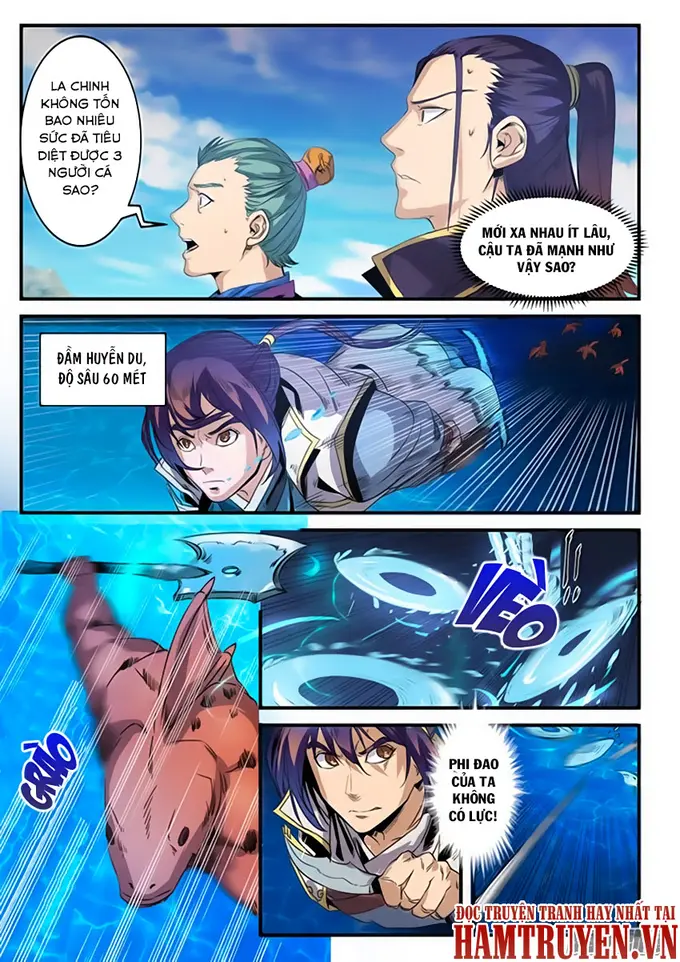 LA CHINH
KHÔNG TỐN
BAO NHIÊU
SỨC ĐÃ TIÊU
DIỆT ĐƯỢC 3
NGƯỜI CÁ
SAO?
MỚI XA NHAU ÍT LÂU,
CẬU TA ĐÃ MẠNH NHƯ
VẬY SAO?
ĐẦM HUYỄN DU,
ĐỘ SÂU 60 MÉT
VÈO
!!
GRÀO
PHI ĐAO
CỦA TA
KHÔNG
CÓ LỰC!
ĐỌC TRUYỆN TRANH HAY NHẤT TẠI
HAMTRUYEN.VN